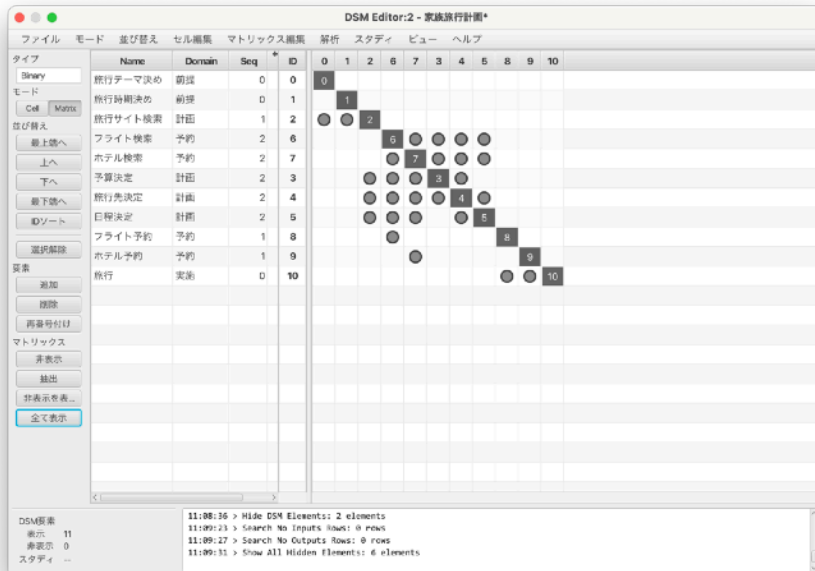 DSM Editor:2 - 家族旅行計画*
ファイル モード 並び替え セル編集 マトリックス編集 解析 スタディ ビュー ヘルプ
タイプ
Binary
モード
Cell Matrix
並び替え
最上端へ
上へ
下へ
最下端へ
IDソート
選択解除
要素
追加
削除
再番号付け
マトリックス
非表示
抽出
非表示を表...
全て表示
Name Domain Seq ID 0 1 2 6 7 3 4 5 8 9 10
旅行テーマ決め 前提 0 0 0
旅行時期決め 前提 0 1 1
旅行サイト検索 計画 1 2 2
フライト検索 予約 2 6 6
ホテル検索 予約 2 7 7
予算決定 計画 2 3 3
旅行先決定 計画 2 4 4
日程決定 計画 2 5 5
フライト予約 予約 1 8 8
ホテル予約 予約 1 9 9
旅行 実施 0 10 10
DSM要素
表示 11
非表示 0
スタディ --
11:08:36 > Hide DSM Elements: 2 elements
11:09:23 > Search No Inputs Rows: 0 rows
11:09:27 > Search No Outputs Rows: 0 rows
11:09:31 > Show All Hidden Elements: 6 elements